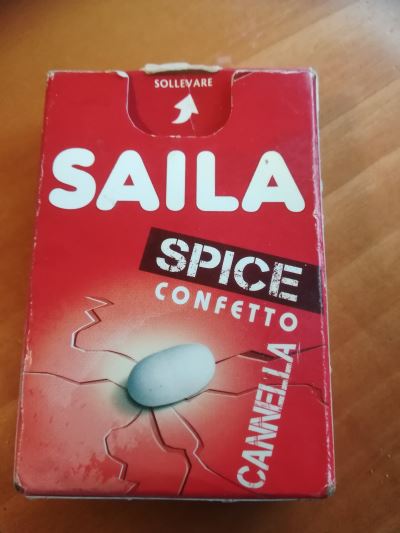 SOLLEVARE
SAILA
SPICE
CONFETTO
CANNELLA